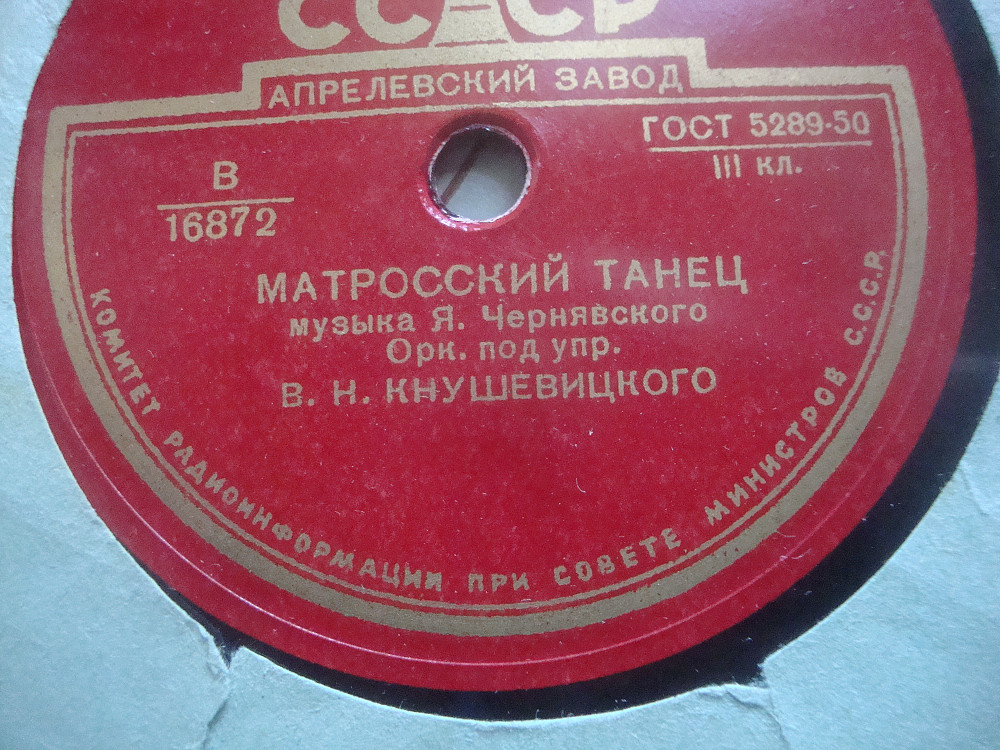 СССР
АПРЕЛЕВСКИЙ ЗАВОД
ГОСТ 5289-50
III КЛ.
В
16872
МАТРОССКИЙ ТАНЕЦ
музыка Я. Чернявского
Орк. под упр.
В. Н. КНУШЕВИЦКОГО
КОМИТЕТ РАДИОИНФОРМАЦИИ ПРИ СОВЕТЕ МИНИСТРОВ С.С.С.Р.